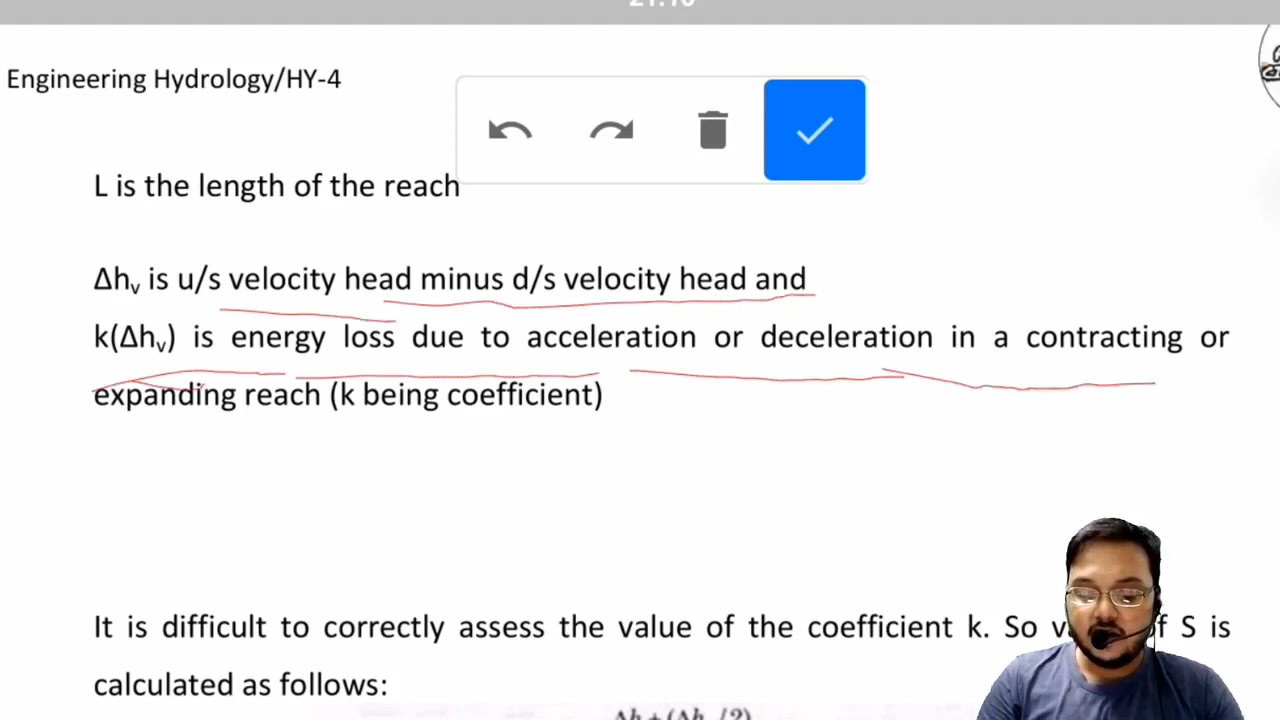 Engineering Hydrology/HY-4
L is the length of the reach
Δhᵥ is u/s velocity head minus d/s velocity head and
k(Δhᵥ) is energy loss due to acceleration or deceleration in a contracting or
expanding reach (k being coefficient)
It is difficult to correctly assess the value of the coefficient k. So of S is
calculated as follows: